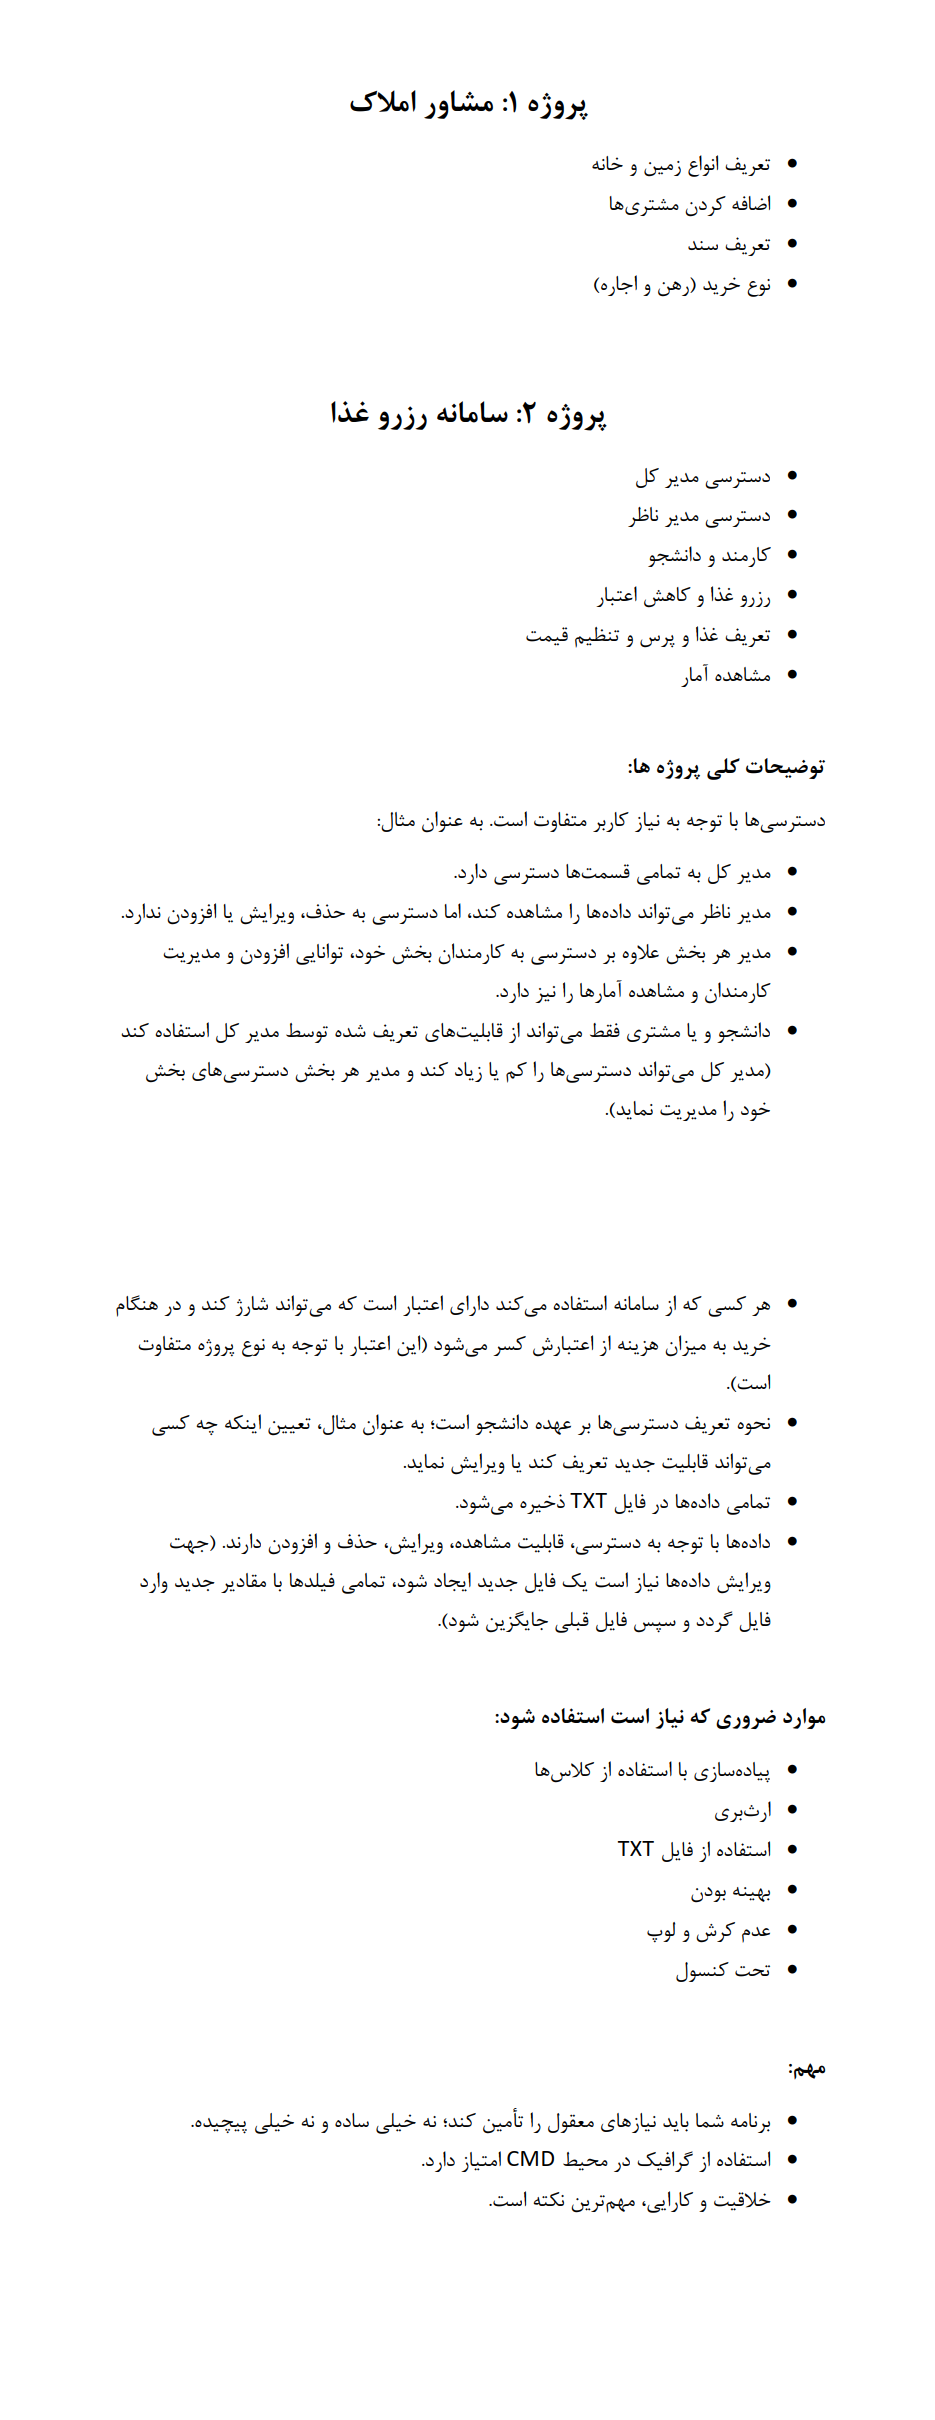 پروژه ۱: مشاور املاک
• تعریف انواع زمین و خانه
• اضافه کردن مشتری‌ها
• تعریف سند
• نوع خرید (رهن و اجاره)
پروژه ۲: سامانه رزرو غذا
• دسترسی مدیر کل
• دسترسی مدیر ناظر
• کارمند و دانشجو
• رزرو غذا و کاهش اعتبار
• تعریف غذا و پرس و تنظیم قیمت
• مشاهده آمار
توضیحات کلی پروژه ها:
دسترسی‌ها با توجه به نیاز کاربر متفاوت است. به عنوان مثال:
• مدیر کل به تمامی قسمت‌ها دسترسی دارد.
• مدیر ناظر می‌تواند داده‌ها را مشاهده کند، اما دسترسی به حذف، ویرایش یا افزودن ندارد.
• مدیر هر بخش علاوه بر دسترسی به کارمندان بخش خود، توانایی افزودن و مدیریت
کارمندان و مشاهده آمارها را نیز دارد.
• دانشجو و یا مشتری فقط می‌تواند از قابلیت‌های تعریف شده توسط مدیر کل استفاده کند
(مدیر کل می‌تواند دسترسی‌ها را کم یا زیاد کند و مدیر هر بخش دسترسی‌های بخش
خود را مدیریت نماید).
• هر کسی که از سامانه استفاده می‌کند دارای اعتبار است که می‌تواند شارژ کند و در هنگام
خرید به میزان هزینه از اعتبارش کسر می‌شود (این اعتبار با توجه به نوع پروژه متفاوت
است).
• نحوه تعریف دسترسی‌ها بر عهده دانشجو است؛ به عنوان مثال، تعیین اینکه چه کسی
می‌تواند قابلیت جدید تعریف کند یا ویرایش نماید.
• تمامی داده‌ها در فایل TXT ذخیره می‌شود.
• داده‌ها با توجه به دسترسی، قابلیت مشاهده، ویرایش، حذف و افزودن دارند. (جهت
ویرایش داده‌ها نیاز است یک فایل جدید ایجاد شود، تمامی فیلدها با مقادیر جدید وارد
فایل گردد و سپس فایل قبلی جایگزین شود).
موارد ضروری که نیاز است استفاده شود:
• پیاده‌سازی با استفاده از کلاس‌ها
• ارث‌بری
• استفاده از فایل TXT
• بهینه بودن
• عدم کرش و لوپ
• تحت کنسول
مهم:
• برنامه شما باید نیازهای معقول را تأمین کند؛ نه خیلی ساده و نه خیلی پیچیده.
• استفاده از گرافیک در محیط CMD امتیاز دارد.
• خلاقیت و کارایی، مهم‌ترین نکته است.